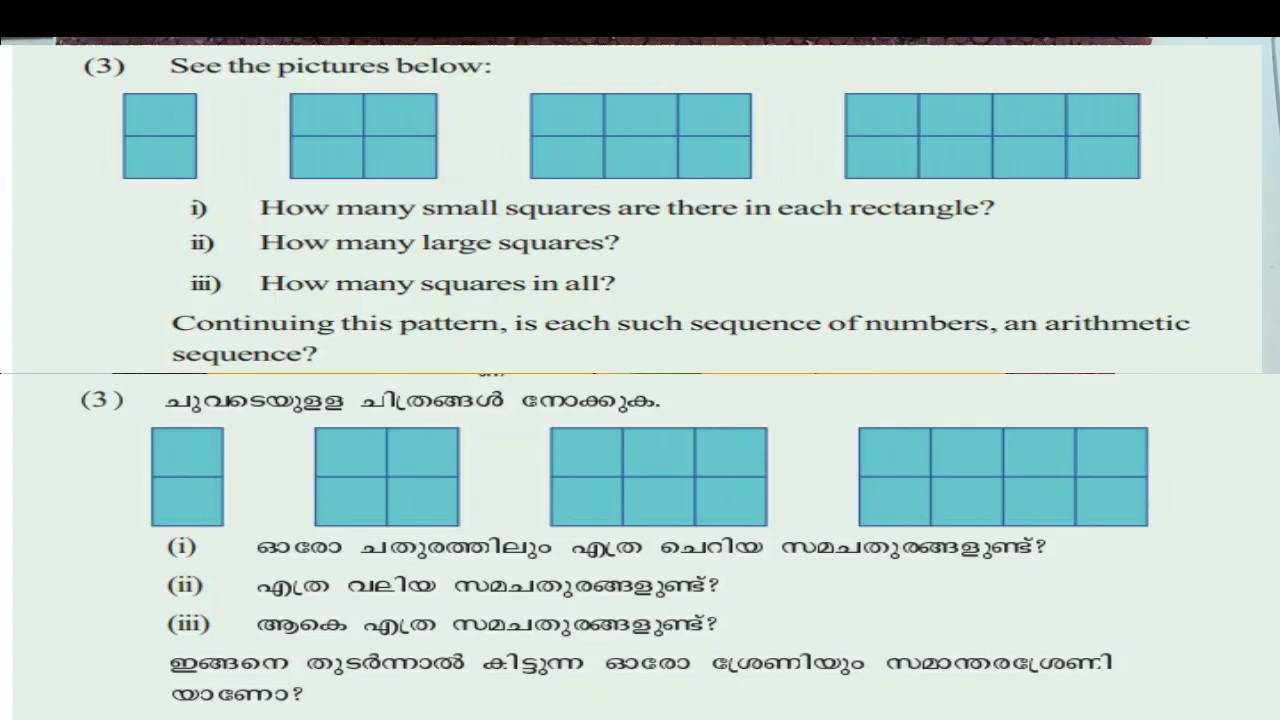 (3) See the pictures below:
i) How many small squares are there in each rectangle?
ii) How many large squares?
iii) How many squares in all?
Continuing this pattern, is each such sequence of numbers, an arithmetic
sequence?
(3) ചുവടെയുളള ചിത്രങ്ങൾ നോക്കുക.
(i) ഓരോ ചതുരത്തിലും എത്ര ചെറിയ സമചതുരങ്ങളുണ്ട്?
(ii) എത്ര വലിയ സമചതുരങ്ങളുണ്ട്?
(iii) ആകെ എത്ര സമചതുരങ്ങളുണ്ട്?
ഇങ്ങനെ തുടർന്നാൽ കിട്ടുന്ന ഓരോ ശ്രേണിയും സമാന്തരശ്രേണി
യാണോ?